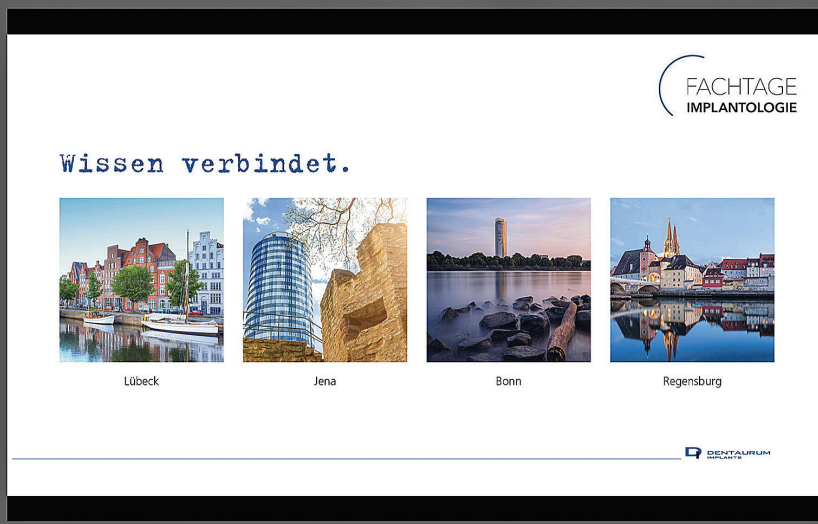 FACHTAGE
IMPLANTOLOGIE
Wissen verbindet.
Lübeck
Jena
Bonn
Regensburg
DENTAURUM
IMPLANTS